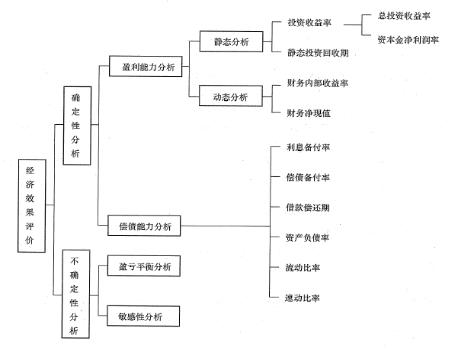 经济效果评价
确定性分析
盈利能力分析
静态分析
投资收益率
总投资收益率
资本金净利润率
静态投资回收期
动态分析
财务内部收益率
财务净现值
偿债能力分析
利息备付率
偿债备付率
借款偿还期
资产负债率
流动比率
速动比率
不确定性分析
盈亏平衡分析
敏感性分析